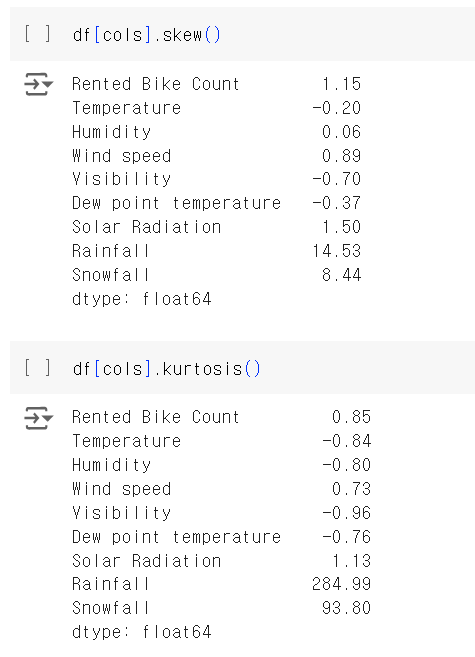 [ ] df[cols].skew()
Rented Bike Count 1.15
Temperature -0.20
Humidity 0.06
Wind speed 0.89
Visibility -0.70
Dew point temperature -0.37
Solar Radiation 1.50
Rainfall 14.53
Snowfall 8.44
dtype: float64
[ ] df[cols].kurtosis()
Rented Bike Count 0.85
Temperature -0.84
Humidity -0.80
Wind speed 0.73
Visibility -0.96
Dew point temperature -0.76
Solar Radiation 1.13
Rainfall 284.99
Snowfall 93.80
dtype: float64